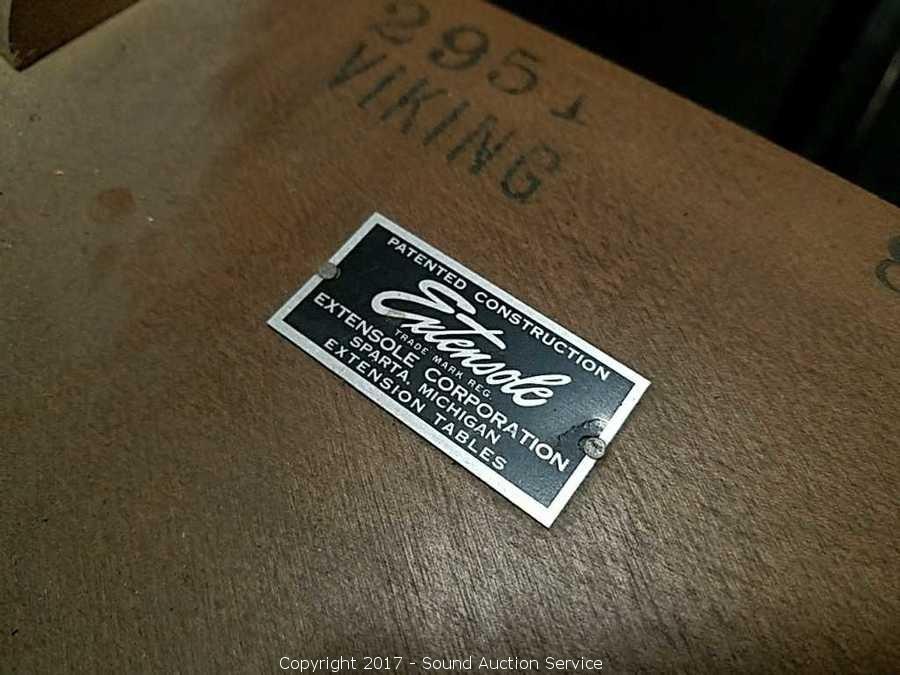 2951
VIKING
8
PATENTED CONSTRUCTION
Extensole
TRADE MARK REG.
EXTENSOLE CORPORATION
SPARTA, MICHIGAN
EXTENSION TABLES
Copyright 2017 - Sound Auction Service